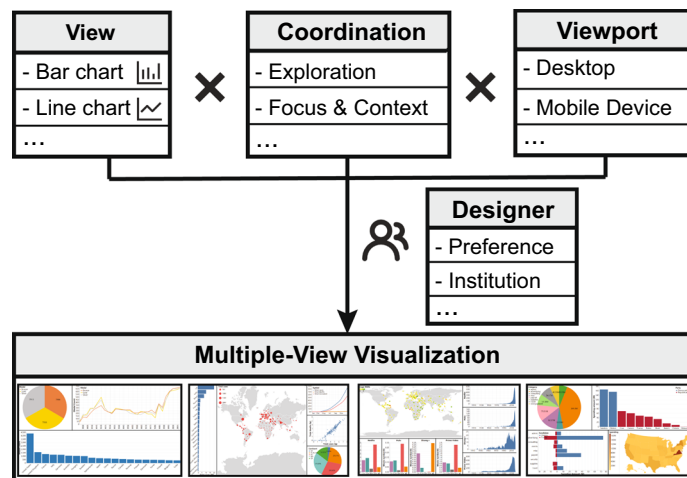 View
- Bar chart
- Line chart
...
Coordination
- Exploration
- Focus & Context
...
Viewport
- Desktop
- Mobile Device
...
Designer
- Preference
- Institution
...
Multiple-View Visualization